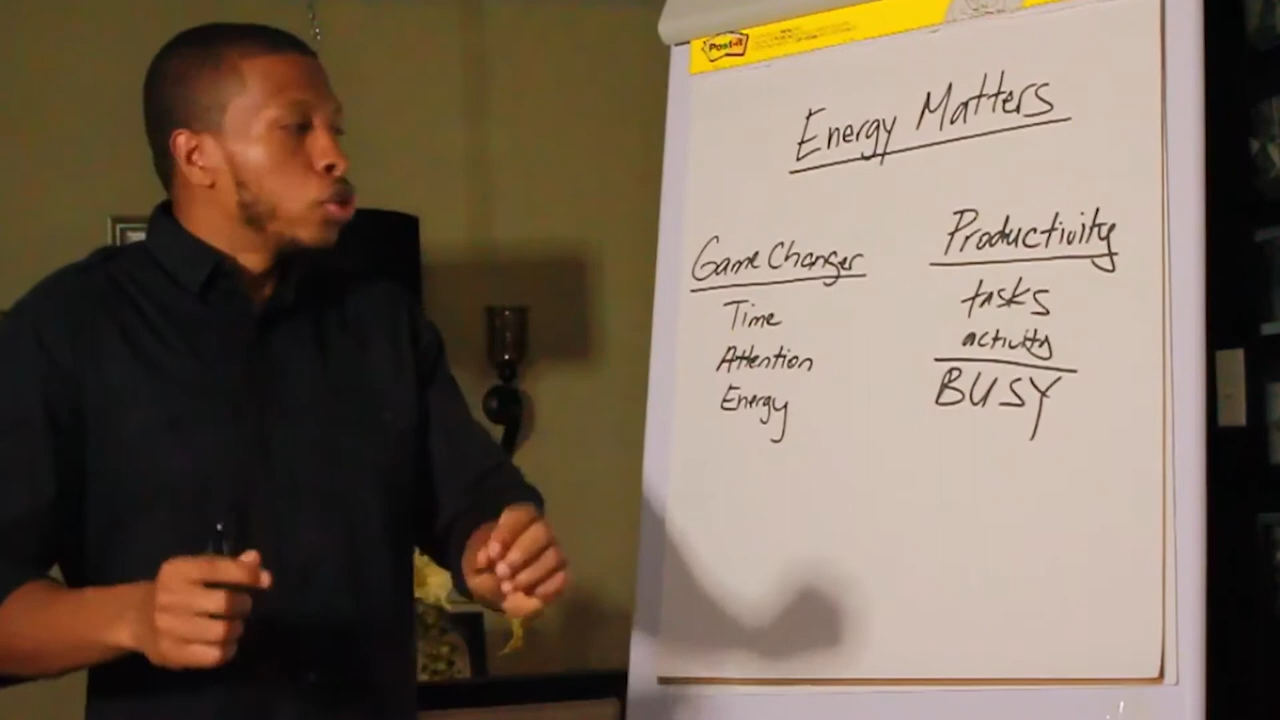 Post-it
Energy Matters
Game Changer
Time
Attention
Energy
Productivity
tasks
activity
BUSY